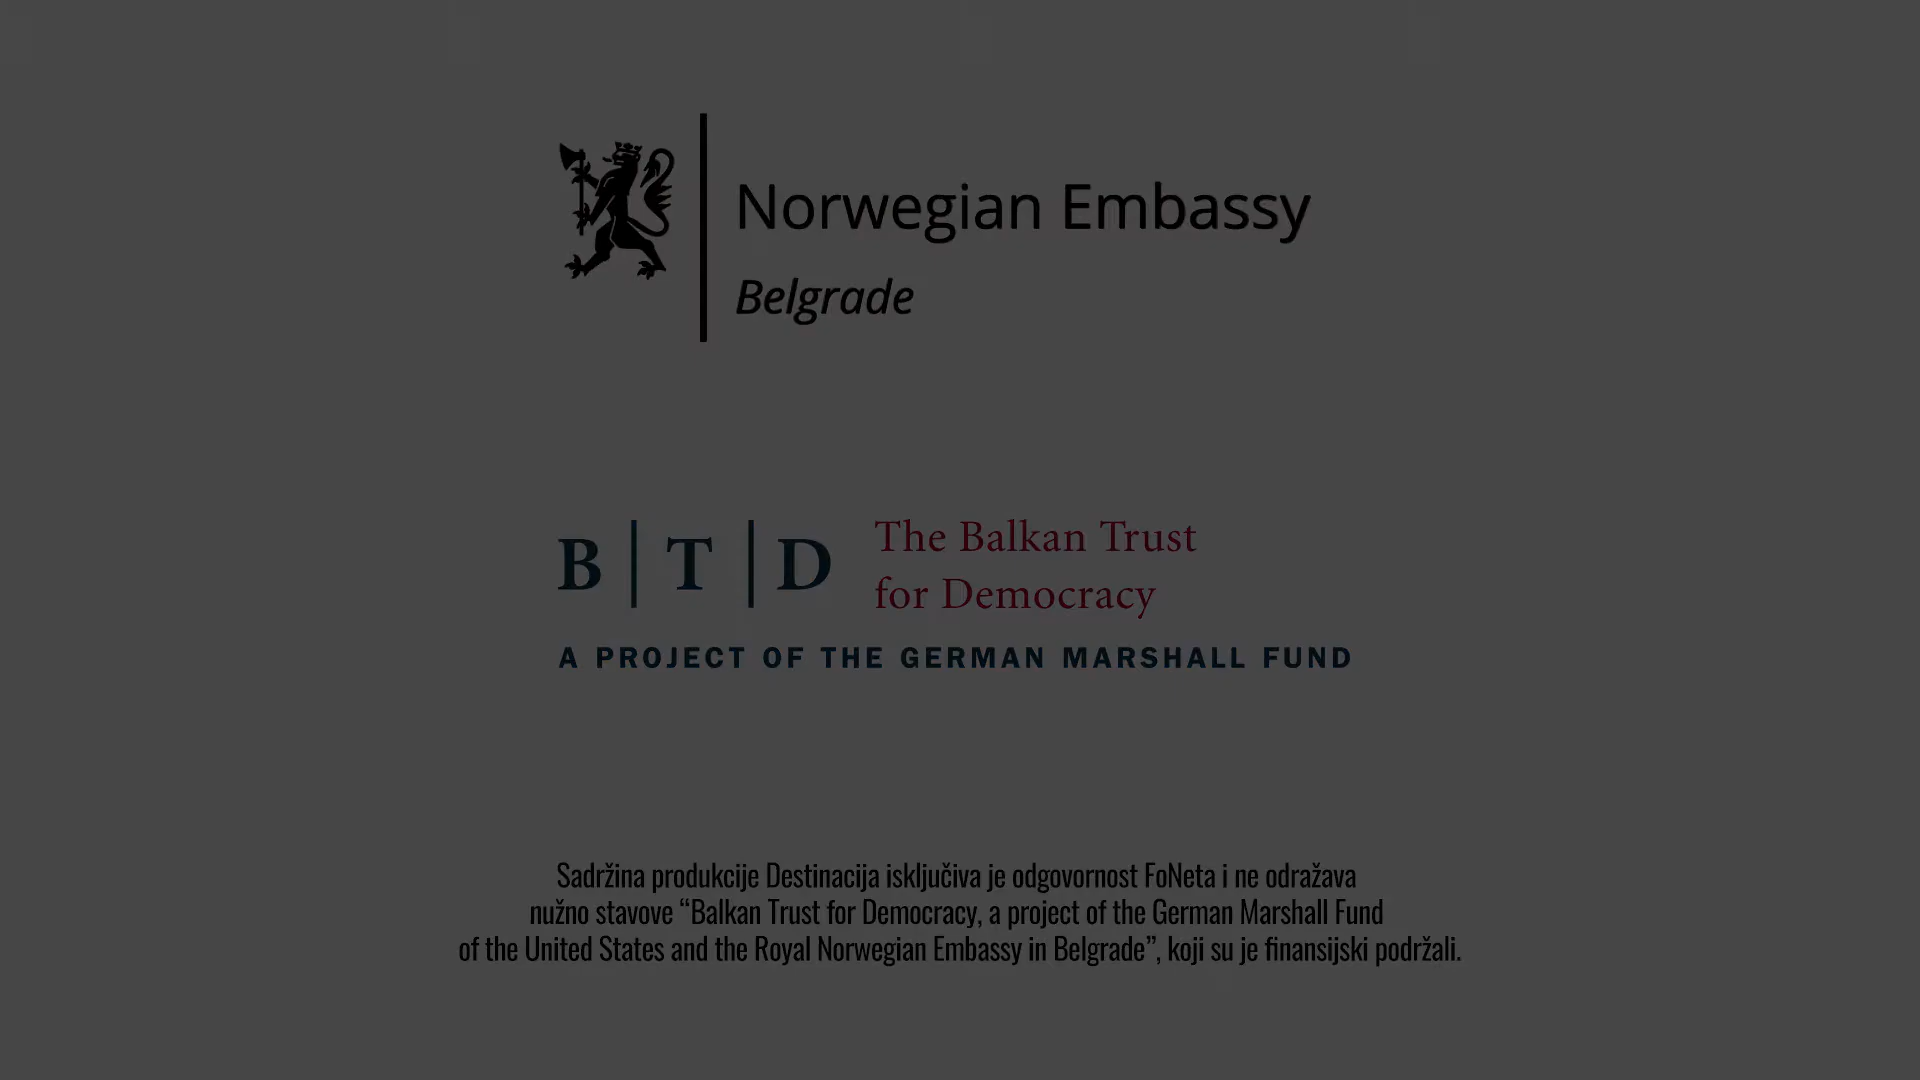 Norwegian Embassy
Belgrade
B | T | D
The Balkan Trust
for Democracy
A PROJECT OF THE GERMAN MARSHALL FUND
Sadržina produkcije Destinacija isključiva je odgovornost FoNeta i ne odražava
nužno stavove “Balkan Trust for Democracy, a project of the German Marshall Fund
of the United States and the Royal Norwegian Embassy in Belgrade”, koji su je finansijski podržali.